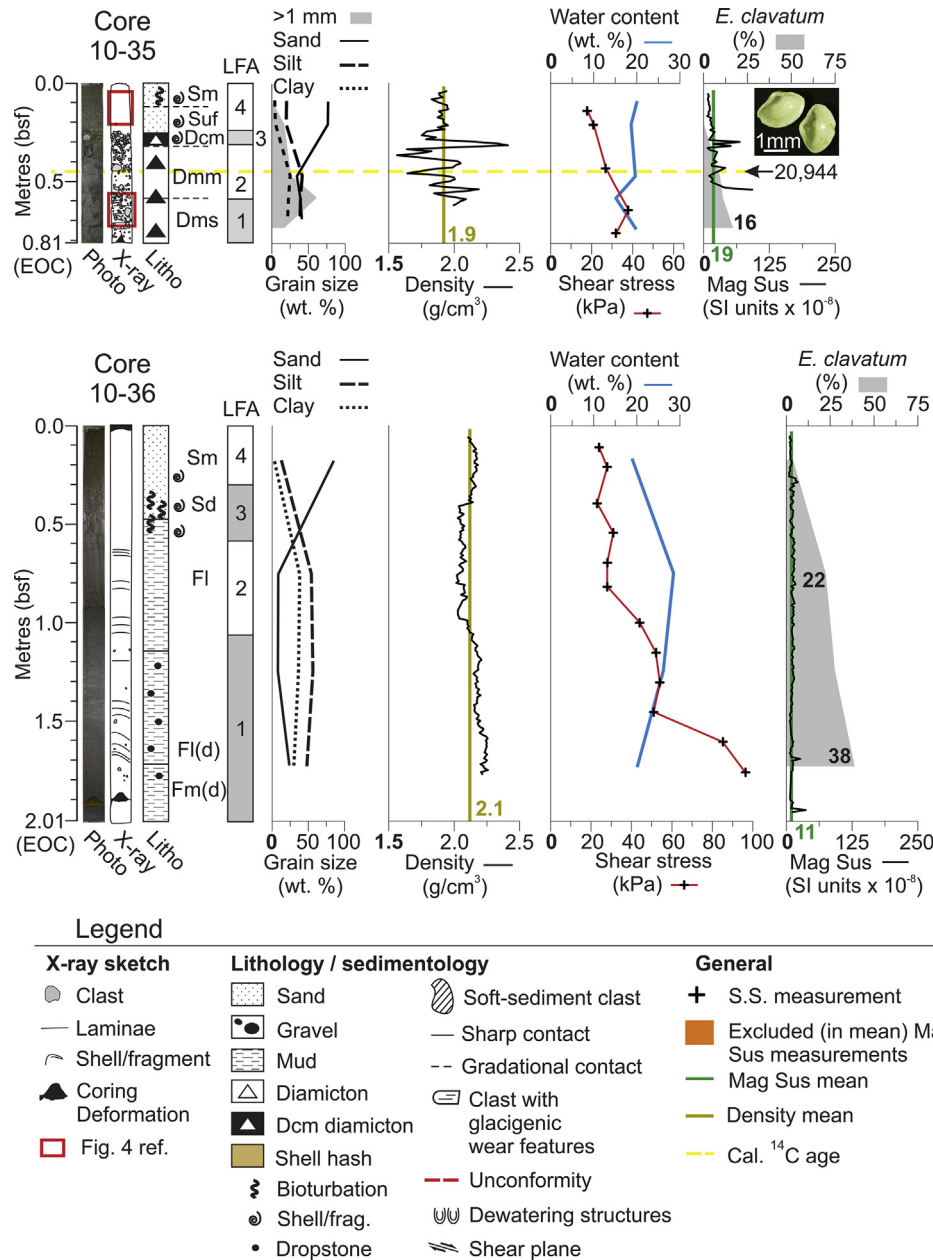 Core
10-35
LFA
>1 mm
Sand
Silt
Clay
Water content
(wt. %)
0 10 20 30
E. clavatum
(%)
0 25 50 75
Metres (bsf)
0.0
0.5
0.81
(EOC)
Sm
Suf
Dcm
Dmm
Dms
4
3
2
1
1.9
1mm
20,944
16
19
Photo
X-ray
Litho
0 50 100
Grain size
(wt. %)
1.5 2.0 2.5
Density
(g/cm3)
0 20 40 60
Shear stress
(kPa)
0 125 250
Mag Sus
(SI units x 10-8)
Core
10-36
LFA
Sand
Silt
Clay
Water content
(wt. %)
0 10 20 30
E. clavatum
(%)
0 25 50 75
Metres (bsf)
0.0
0.5
1.0
1.5
2.01
(EOC)
Sm
Sd
Fl
Fl(d)
Fm(d)
4
3
2
1
2.1
22
38
11
Photo
X-ray
Litho
0 50 100
Grain size
(wt. %)
1.5 2.0 2.5
Density
(g/cm3)
0 20 40 60 80 100
Shear stress
(kPa)
0 125 250
Mag Sus
(SI units x 10-8)
Legend
X-ray sketch
Clast
Laminae
Shell/fragment
Coring
Deformation
Fig. 4 ref.
Lithology / sedimentology
Sand
Gravel
Mud
Diamicton
Dcm diamicton
Shell hash
Bioturbation
Shell/frag.
Dropstone
Soft-sediment clast
Sharp contact
Gradational contact
Clast with
glacigenic
wear features
Unconformity
Dewatering structures
Shear plane
General
S.S. measurement
Excluded (in mean) Ma
Sus measurements
Mag Sus mean
Density mean
Cal. 14C age